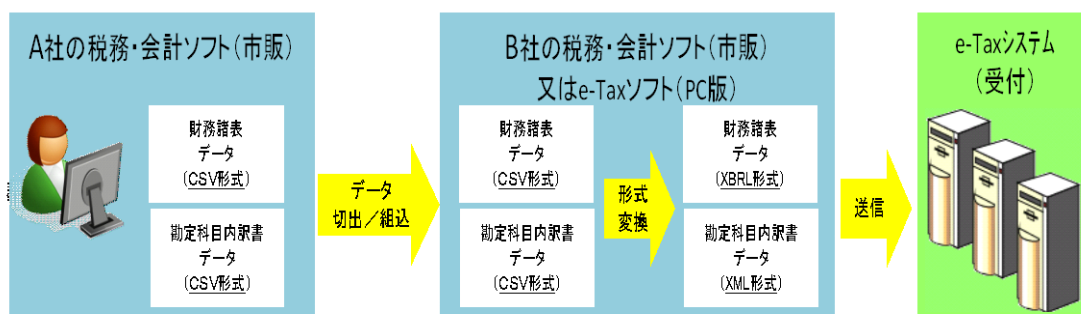 A社の税務・会計ソフト(市販)
財務諸表
データ
(CSV形式)
勘定科目内訳書
データ
(CSV形式)
データ
切出/組込
B社の税務・会計ソフト(市販)
又はe-Taxソフト(PC版)
財務諸表
データ
(CSV形式)
勘定科目内訳書
データ
(CSV形式)
形式
変換
財務諸表
データ
(XBRL形式)
勘定科目内訳書
データ
(XML形式)
送信
e-Taxシステム
(受付)